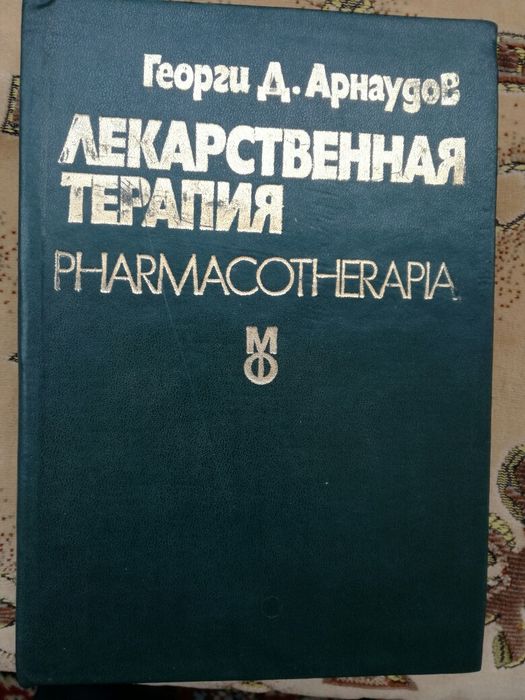 Георги Д. Арнаудов
ЛЕКАРСТВЕННАЯ
ТЕРАПИЯ
PHARMACOTHERAPIA
МФ